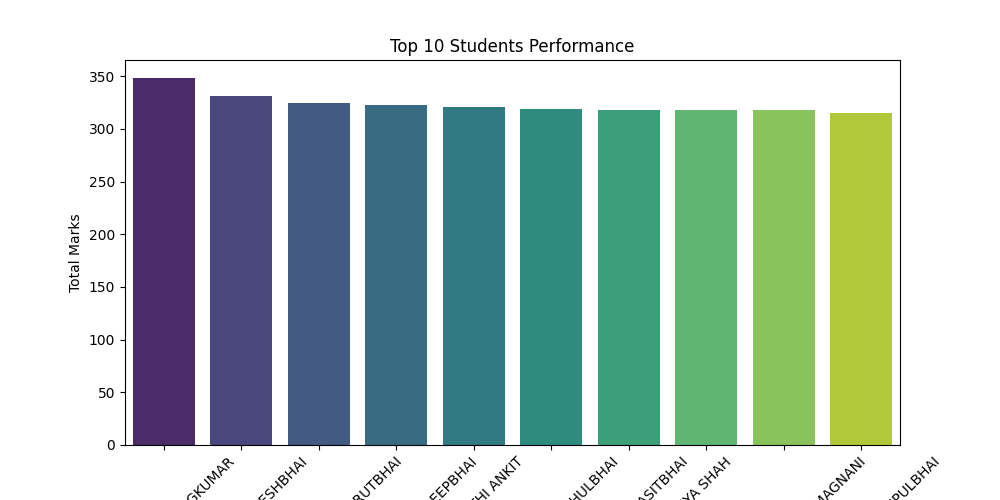 Top 10 Students Performance
Total Marks
350
300
250
200
150
100
50
0
GKUMAR
ESHBHAI
RUTBHAI
EEPBHAI
HI ANKIT
HULBHAI
ASITBHAI
YA SHAH
MAGNANI
IPULBHAI